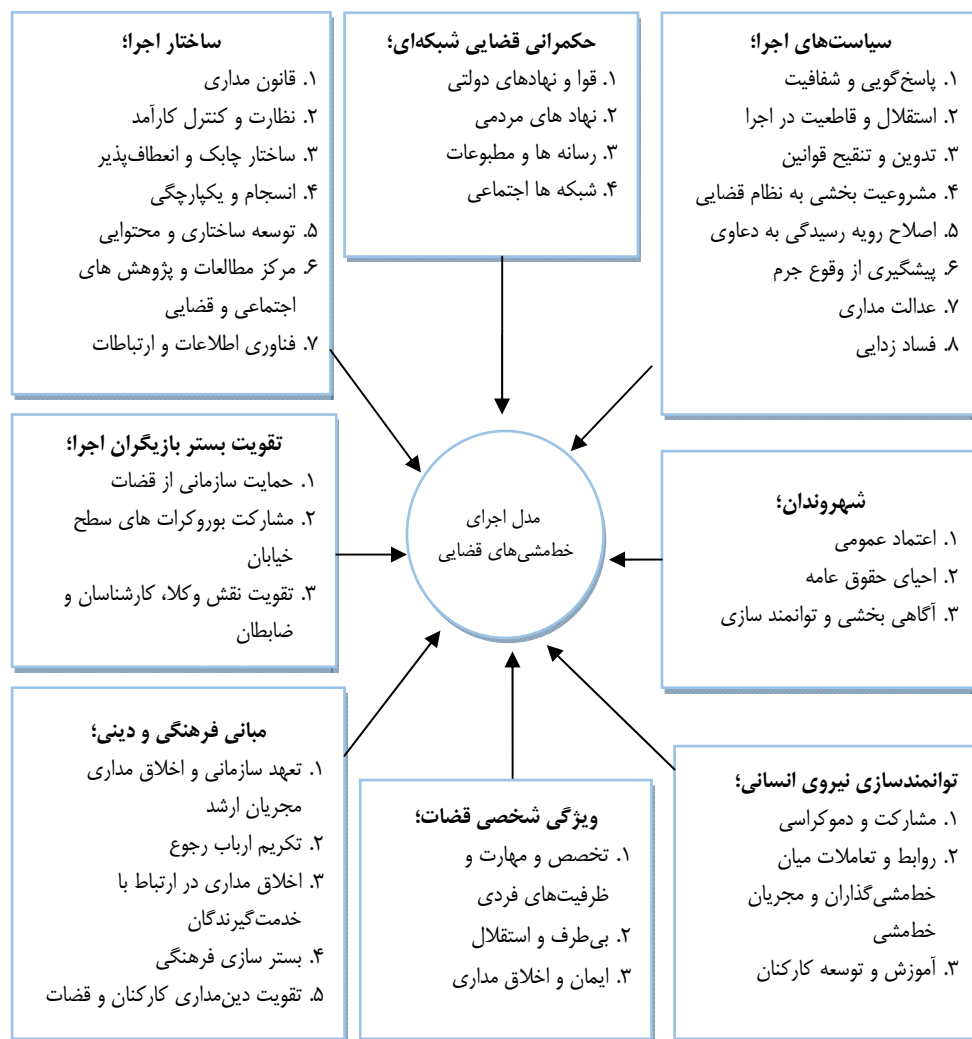 سیاست‌های اجرا؛
۱. پاسخ‌گویی و شفافیت
۲. استقلال و قاطعیت در اجرا
۳. تدوین و تنقیح قوانین
۴. مشروعیت بخشی به نظام قضایی
۵. اصلاح رویه رسیدگی به دعاوی
۶. پیشگیری از وقوع جرم
۷. عدالت مداری
۸. فساد زدایی
حکمرانی قضایی شبکه‌ای؛
۱. قوا و نهادهای دولتی
۲. نهاد های مردمی
۳. رسانه ها و مطبوعات
۴. شبکه ها اجتماعی
ساختار اجرا؛
۱. قانون مداری
۲. نظارت و کنترل کارآمد
۳. ساختار چابک و انعطاف‌پذیر
۴. انسجام و یکپارچگی
۵. توسعه ساختاری و محتوایی
۶. مرکز مطالعات و پژوهش های
اجتماعی و قضایی
۷. فناوری اطلاعات و ارتباطات
شهروندان؛
۱. اعتماد عمومی
۲. احیای حقوق عامه
۳. آگاهی بخشی و توانمند سازی
مدل اجرای
خط‌مشی‌های قضایی
تقویت بستر بازیگران اجرا؛
۱. حمایت سازمانی از قضات
۲. مشارکت بوروکرات های سطح
خیابان
۳. تقویت نقش وکلا، کارشناسان و
ضابطان
توانمندسازی نیروی انسانی؛
۱. مشارکت و دموکراسی
۲. روابط و تعاملات میان
خط‌مشی‌گذاران و مجریان
خط‌مشی
۳. آموزش و توسعه کارکنان
ویژگی شخصی قضات؛
۱. تخصص و مهارت و
ظرفیت‌های فردی
۲. بی‌طرف و استقلال
۳. ایمان و اخلاق مداری
مبانی فرهنگی و دینی؛
۱. تعهد سازمانی و اخلاق مداری
مجریان ارشد
۲. تکریم ارباب رجوع
۳. اخلاق مداری در ارتباط با
خدمت‌گیرندگان
۴. بستر سازی فرهنگی
۵. تقویت دین‌مداری کارکنان و قضات